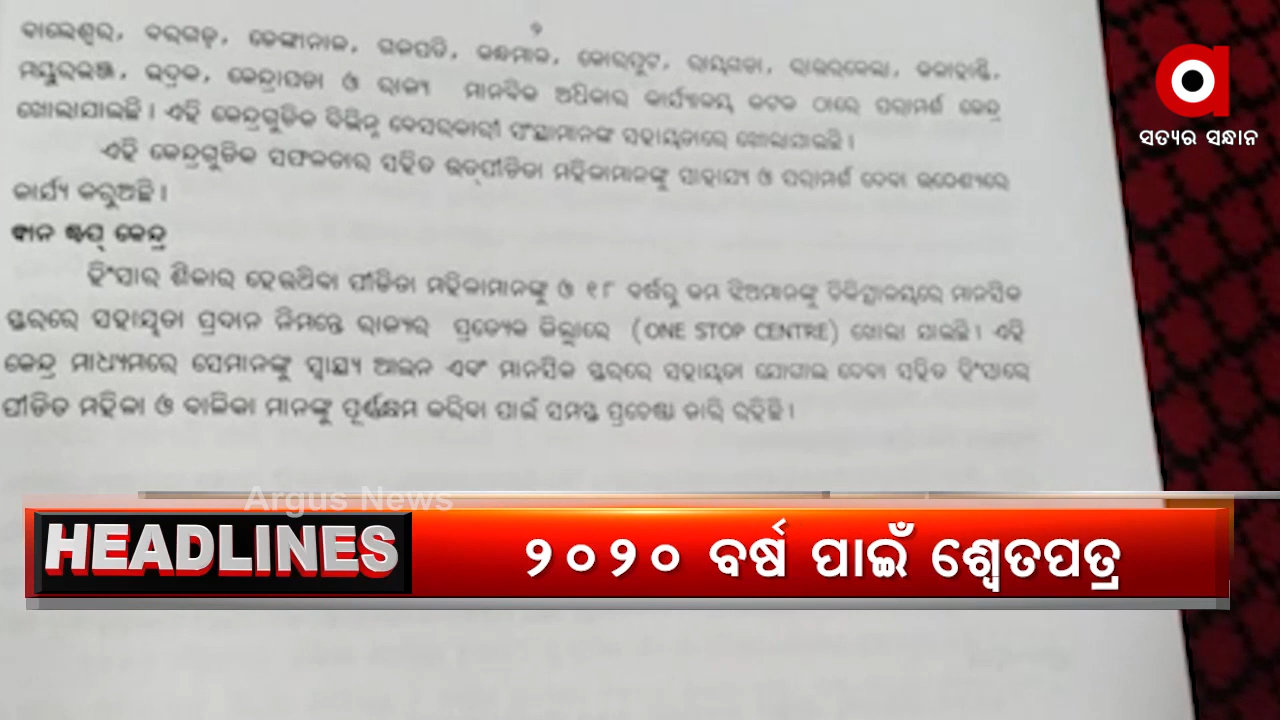 ୨
ବାଲେଶ୍ୱର, ବରଗଡ଼, ଢେଙ୍କାନାଳ, ଗଜପତି, କନ୍ଧମାଳ, କୋରାପୁଟ, ରାୟଗଡା, ରାଉରକେଲା, କଳାହାଣ୍ଡି,
ମୟୁରଭଞ୍ଜ, ଭଦ୍ରକ, କେନ୍ଦ୍ରାପଡା ଓ ରାଜ୍ୟ ମାନବିକ ଅଧିକାର କାର୍ଯ୍ୟାଳୟ କଟକ ଠାରେ ପରାମର୍ଶ କେନ୍ଦ୍ର
ଖୋଲାଯାଇଛି। ଏହି କେନ୍ଦ୍ରଗୁଡିକ ବିଭିନ୍ନ ବେସରକାରୀ ସଂସ୍ଥାମାନଙ୍କ ସହାୟତାରେ ଖୋଲାଯାଇଛି।
ଏହି କେନ୍ଦ୍ରଗୁଡିକ ସଫଳତାର ସହିତ ଉତ୍ପୀଡିତା ମହିଳାମାନଙ୍କୁ ସାହାଯ୍ୟ ଓ ପରାମର୍ଶ ଦେବା ଉଦ୍ଦେଶ୍ୟରେ
କାର୍ଯ୍ୟ କରୁଅଛି।
ୱାନ ଷ୍ଟପ୍ କେନ୍ଦ୍ର
ହିଂସାର ଶିକାର ହେଉଥିବା ପୀଡିତା ମହିଳାମାନଙ୍କୁ ଓ ୧୮ ବର୍ଷରୁ କମ ଝିଅମାନଙ୍କୁ ଚିକିତ୍ସାଳୟରେ ମାନସିକ
ସ୍ତରରେ ସହାଯତା ପ୍ରଦାନ ନିମନ୍ତେ ରାଜ୍ୟର ପ୍ରତ୍ୟେକ ଜିଲ୍ଲାରେ (ONE STOP CENTRE) ଖୋଲା ଯାଇଛି। ଏହି
କେନ୍ଦ୍ର ମାଧ୍ୟମରେ ସେମାନଙ୍କୁ ସ୍ୱାସ୍ଥ୍ୟ ଆଇନ ଏବଂ ମାନସିକ ସ୍ତରରେ ସହାୟତା ଯୋଗାଇ ଦେବା ସହିତ ହିଂସାରେ
ପୀଡିତ ମହିଳା ଓ ବାଳିକା ମାନଙ୍କୁ ପୂର୍ଣ୍ଣକ୍ଷମ କରିବା ପାଇଁ ସମସ୍ତ ପ୍ରଚେଷ୍ଟା ଜାରି ରହିଛି।
ସତ୍ୟର ସନ୍ଧାନ
Argus News
HEADLINES
୨୦୨୦ ବର୍ଷ ପାଇଁ ଶ୍ୱେତପତ୍ର